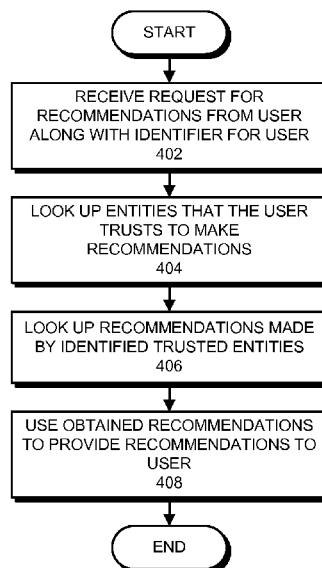 START
RECEIVE REQUEST FOR
RECOMMENDATIONS FROM USER
ALONG WITH IDENTIFIER FOR USER
402
LOOK UP ENTITIES THAT THE USER
TRUSTS TO MAKE
RECOMMENDATIONS
404
LOOK UP RECOMMENDATIONS MADE
BY IDENTIFIED TRUSTED ENTITIES
406
USE OBTAINED RECOMMENDATIONS
TO PROVIDE RECOMMENDATIONS TO
USER
408
END